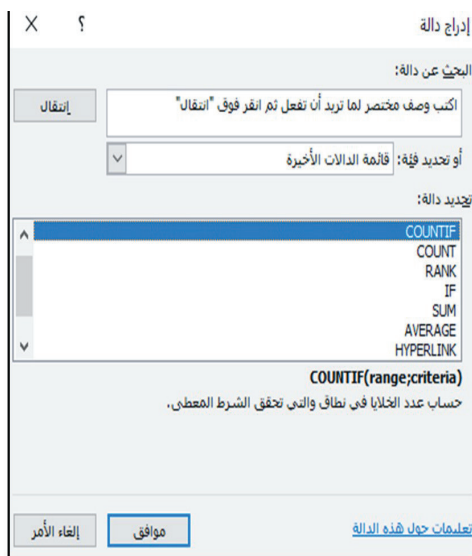 إدراج دالة ؟ X
البحث عن دالة:
اكتب وصف مختصر لما تريد أن تفعل ثم انقر فوق "انتقال" إنتقال
أو تحديد فئة: قائمة الدالات الأخيرة
تحديد دالة:
COUNTIF
COUNT
RANK
IF
SUM
AVERAGE
HYPERLINK
COUNTIF(range;criteria)
حساب عدد الخلايا في نطاق والتي تحقق الشرط المعطى.
تعليمات حول هذه الدالة موافق إلغاء الأمر